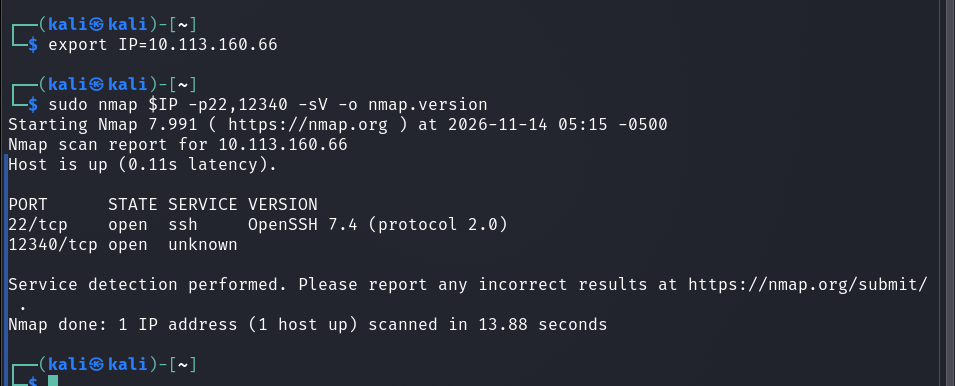 ┌──(kali㉿kali)-[~]
└─$ export IP=10.113.160.66
┌──(kali㉿kali)-[~]
└─$ sudo nmap $IP -p22,12340 -sV -o nmap.version
Starting Nmap 7.991 ( https://nmap.org ) at 2026-11-14 05:15 -0500
Nmap scan report for 10.113.160.66
Host is up (0.11s latency).
PORT      STATE SERVICE VERSION
22/tcp    open  ssh     OpenSSH 7.4 (protocol 2.0)
12340/tcp open  unknown
Service detection performed. Please report any incorrect results at https://nmap.org/submit/
 .
Nmap done: 1 IP address (1 host up) scanned in 13.88 seconds
┌──(kali㉿kali)-[~]
└─$